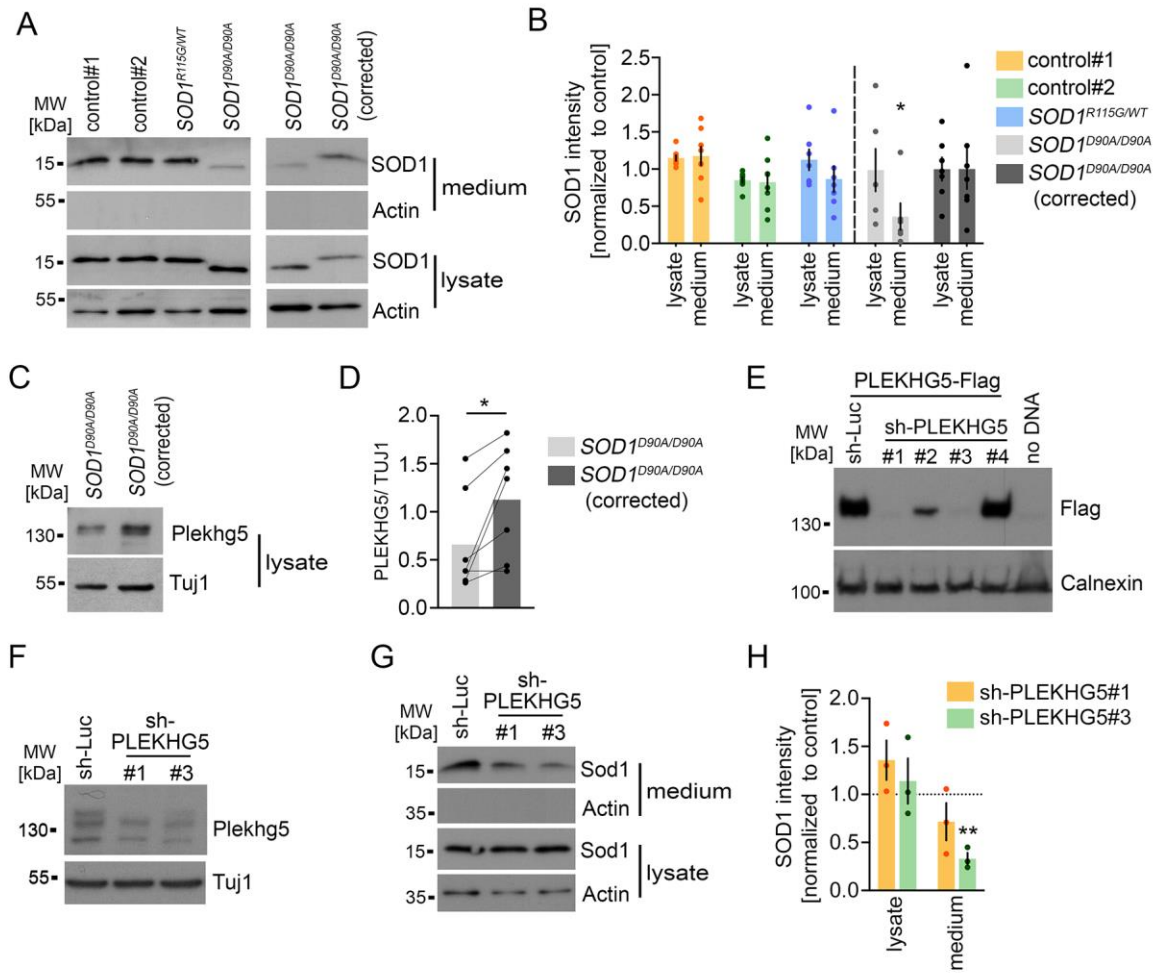 A
MW
[kDa]
control#1
control#2
SOD1R115G/WT
SOD1D90A/D90A
SOD1D90A/D90A
SOD1D90A/D90A
(corrected)
15
SOD1
55
Actin
medium
15
SOD1
55
Actin
lysate
B
SOD1 intensity
[normalized to control]
2.5
2.0
1.5
1.0
0.5
0.0
*
lysate
medium
lysate
medium
lysate
medium
lysate
medium
lysate
medium
control#1
control#2
SOD1R115G/WT
SOD1D90A/D90A
SOD1D90A/D90A
(corrected)
C
MW
[kDa]
SOD1D90A/D90A
SOD1D90A/D90A
(corrected)
130
Plekhg5
55
Tuj1
lysate
D
PLEKHG5/ TUJ1
2.0
1.5
1.0
0.5
0.0
*
SOD1D90A/D90A
SOD1D90A/D90A
(corrected)
E
PLEKHG5-Flag
MW
[kDa]
sh-Luc
sh-PLEKHG5
#1 #2 #3 #4
no DNA
130
Flag
100
Calnexin
F
MW
[kDa]
sh-Luc
sh-
PLEKHG5
#1 #3
130
Plekhg5
55
Tuj1
G
MW
[kDa]
sh-Luc
sh-
PLEKHG5
#1 #3
15
Sod1
35
Actin
medium
15
Sod1
35
Actin
lysate
H
SOD1 intensity
[normalized to control]
2.0
1.5
1.0
0.5
0.0
**
lysate
medium
sh-PLEKHG5#1
sh-PLEKHG5#3